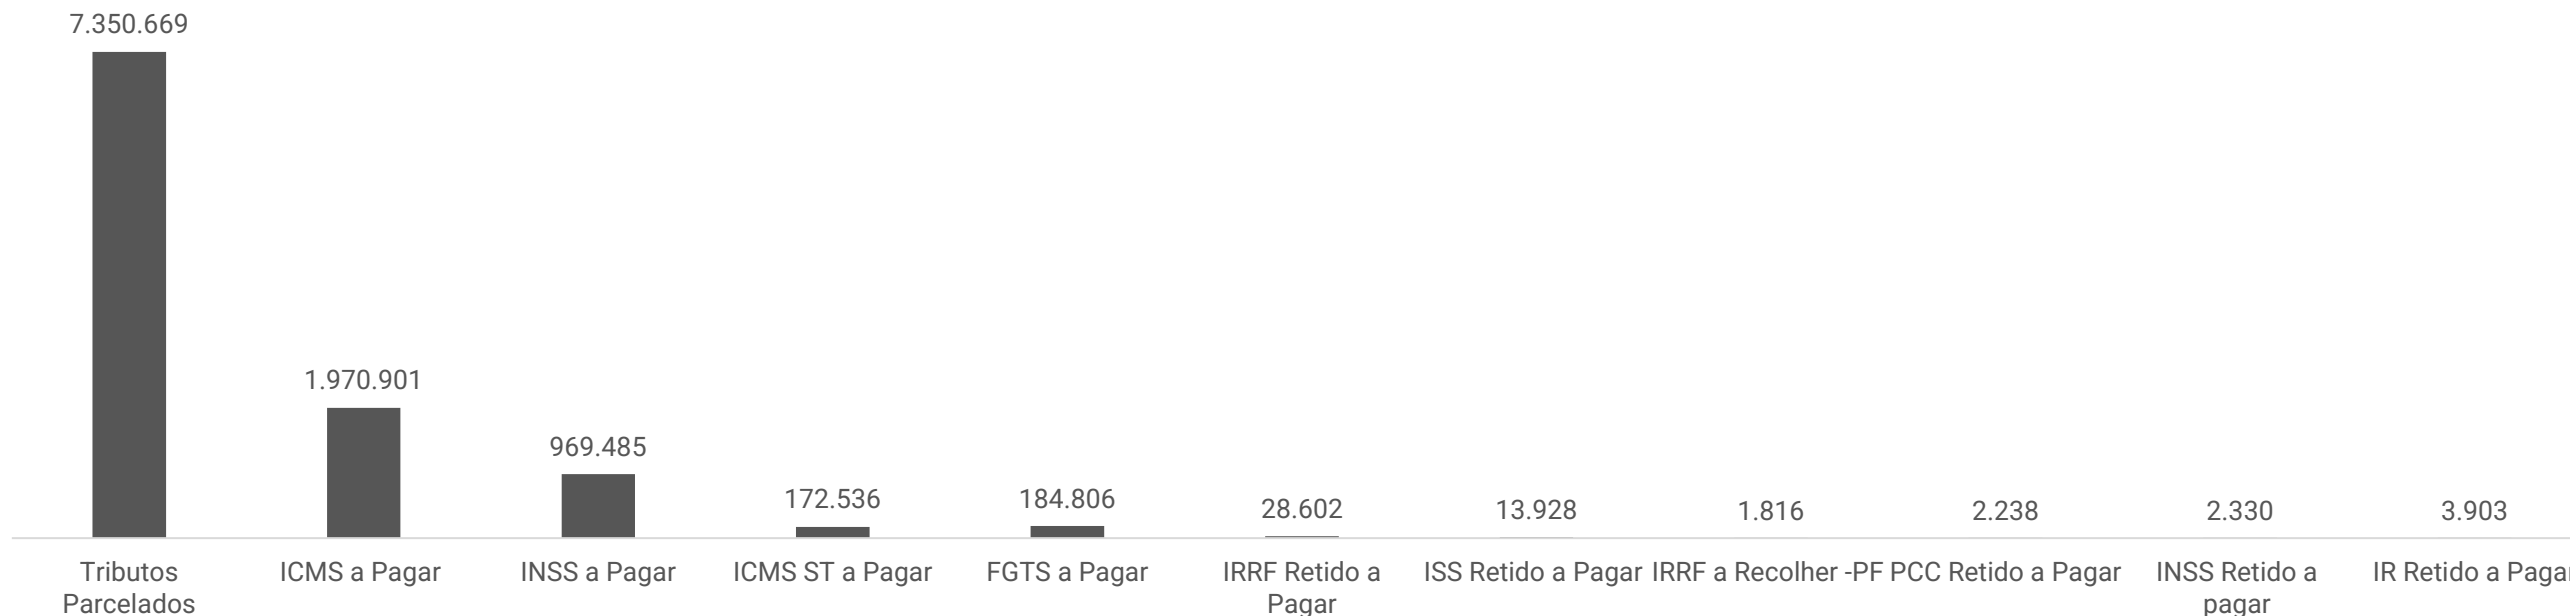 7.350.669
1.970.901
969.485
172.536
184.806
28.602
13.928
1.816
2.238
2.330
3.903
Tributos
Parcelados
ICMS a Pagar
INSS a Pagar
ICMS ST a Pagar
FGTS a Pagar
IRRF Retido a
Pagar
ISS Retido a Pagar
IRRF a Recolher -PF
PCC Retido a Pagar
INSS Retido a
pagar
IR Retido a Pagar